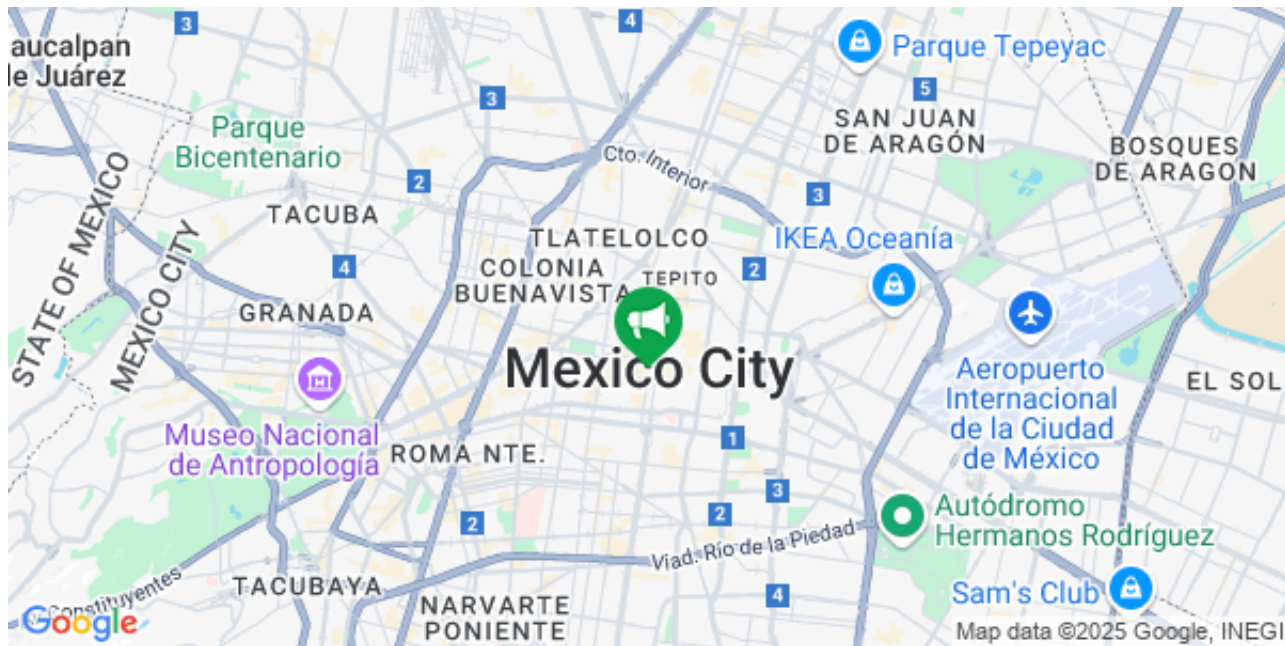 3
4
aucalpan
le Juárez
Parque Tepeyac
5
3
Parque
Bicentenario
SAN JUAN
DE ARAGÓN
BOSQUES
DE ARAGON
Cto. Interior
2
3
TACUBA
STATE OF MEXICO
MEXICO CITY
TLATELOLCO
IKEA Oceanía
COLONIA
BUENAVISTA
TEPITO
2
4
GRANADA
Mexico City
Aeropuerto
Internacional
de la Ciudad
de México
EL SOL
Museo Nacional
de Antropología
ROMA NTE.
1
3
2
2
Autódromo
Hermanos Rodríguez
Viad. Río de la Piedad
TACUBAYA
Constituyentes
NARVARTE
PONIENTE
4
Sam's Club
Google
Map data ©2025 Google, INEGI